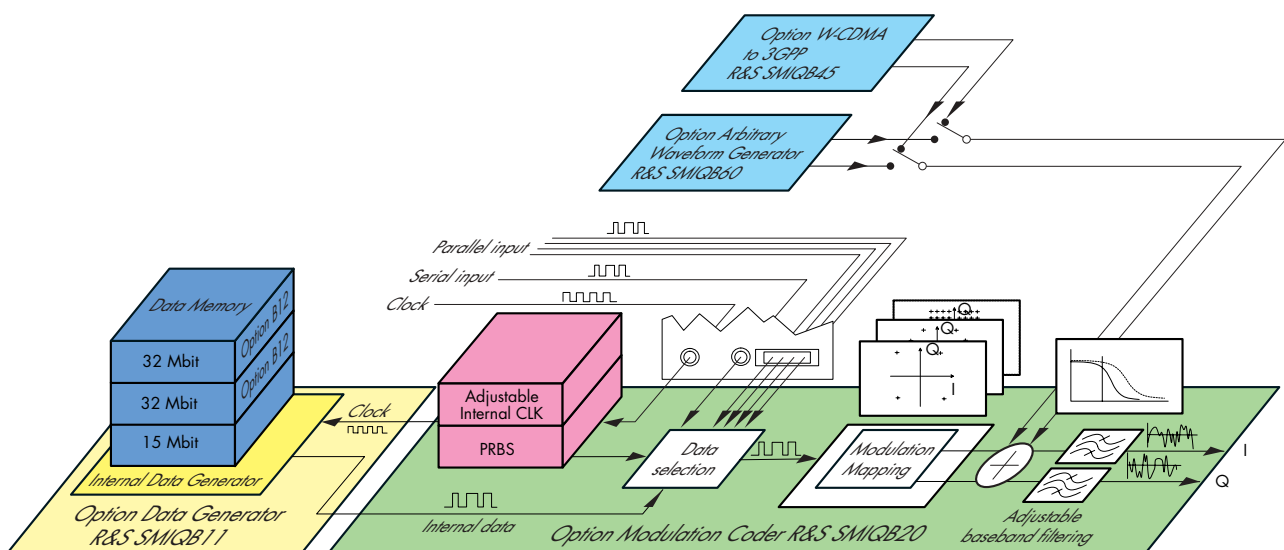 Option W-CDMA
to 3GPP
R&S SMIQB45
Option Arbitrary
Waveform Generator
R&S SMIQB60
Parallel input
Serial input
Clock
Data Memory
Option B12
Option B12
32 Mbit
32 Mbit
15 Mbit
Internal Data Generator
Option Data Generator
R&S SMIQB11
Clock
Adjustable
Internal CLK
PRBS
Internal data
Data
selection
Q
Q
Q
I
Modulation
Mapping
Option Modulation Coder R&S SMIQB20
Adjustable
baseband filtering
I
Q